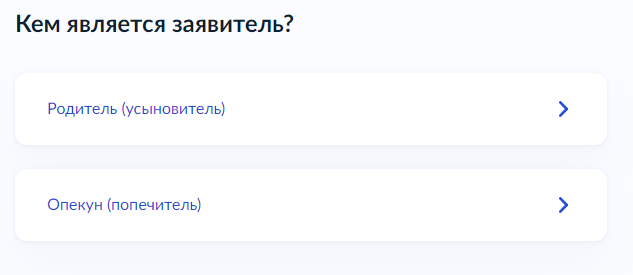 Кем является заявитель?
Родитель (усыновитель)
Опекун (попечитель)